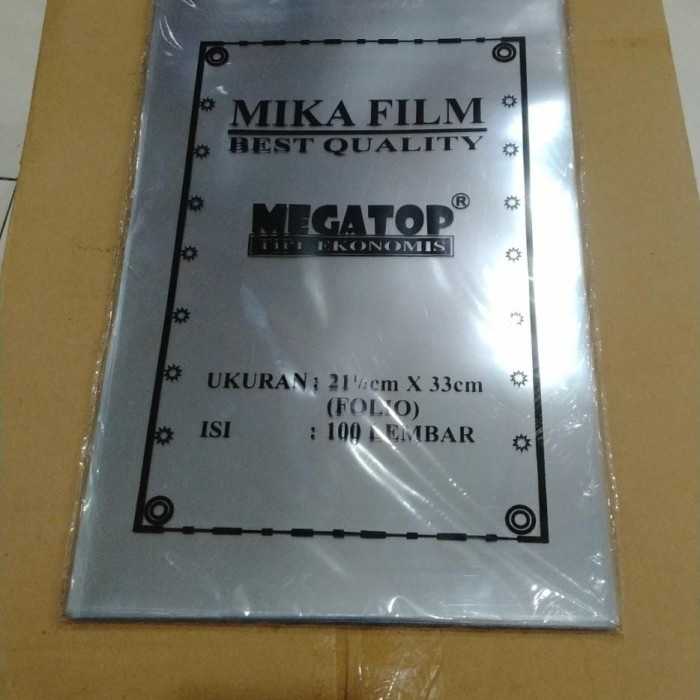 MIKA FILM
BEST QUALITY
MEGATOP®
TIPE EKONOMIS
UKURAN : 21½cm X 33cm
(FOLIO)
ISI : 100 LEMBAR